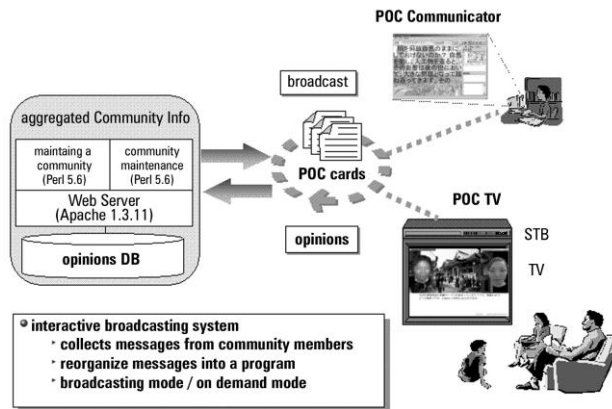 POC Communicator
broadcast
aggregated Community Info
maintaing a
community
(Perl 5.6)
community
maintenance
(Perl 5.6)
Web Server
(Apache 1.3.11)
opinions DB
POC cards
opinions
POC TV
STB
TV
interactive broadcasting system
collects messages from community members
reorganize messages into a program
broadcasting mode / on demand mode